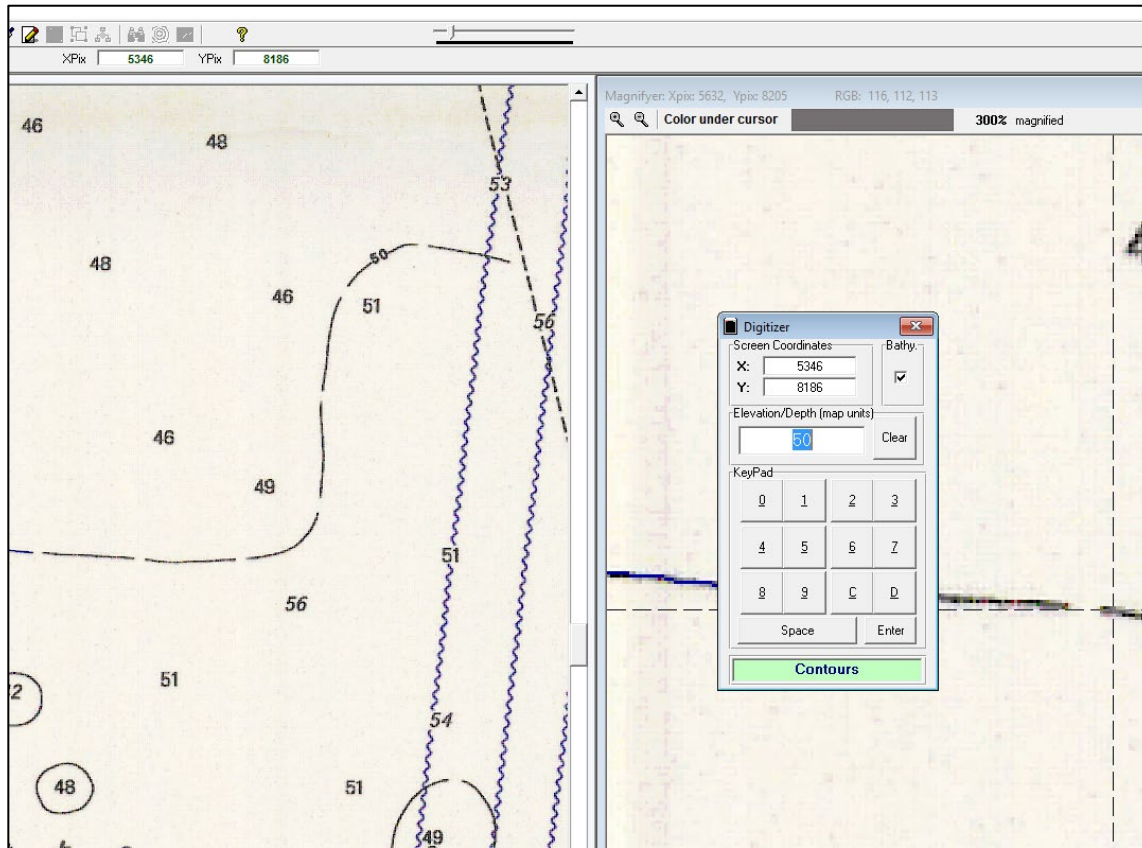 XPix 5346 YPix 8186
46
48
53
48
50
46
51
56
46
49
51
56
51
54
48
51
49
Magnifyer: Xpix: 5632, Ypix: 8205 RGB: 116, 112, 113
Color under cursor 300% magnified
Digitizer
Screen Coordinates Bathy.
X: 5346
Y: 8186
Elevation/Depth (map units)
50 Clear
KeyPad
0 1 2 3
4 5 6 7
8 9 C D
Space Enter
Contours